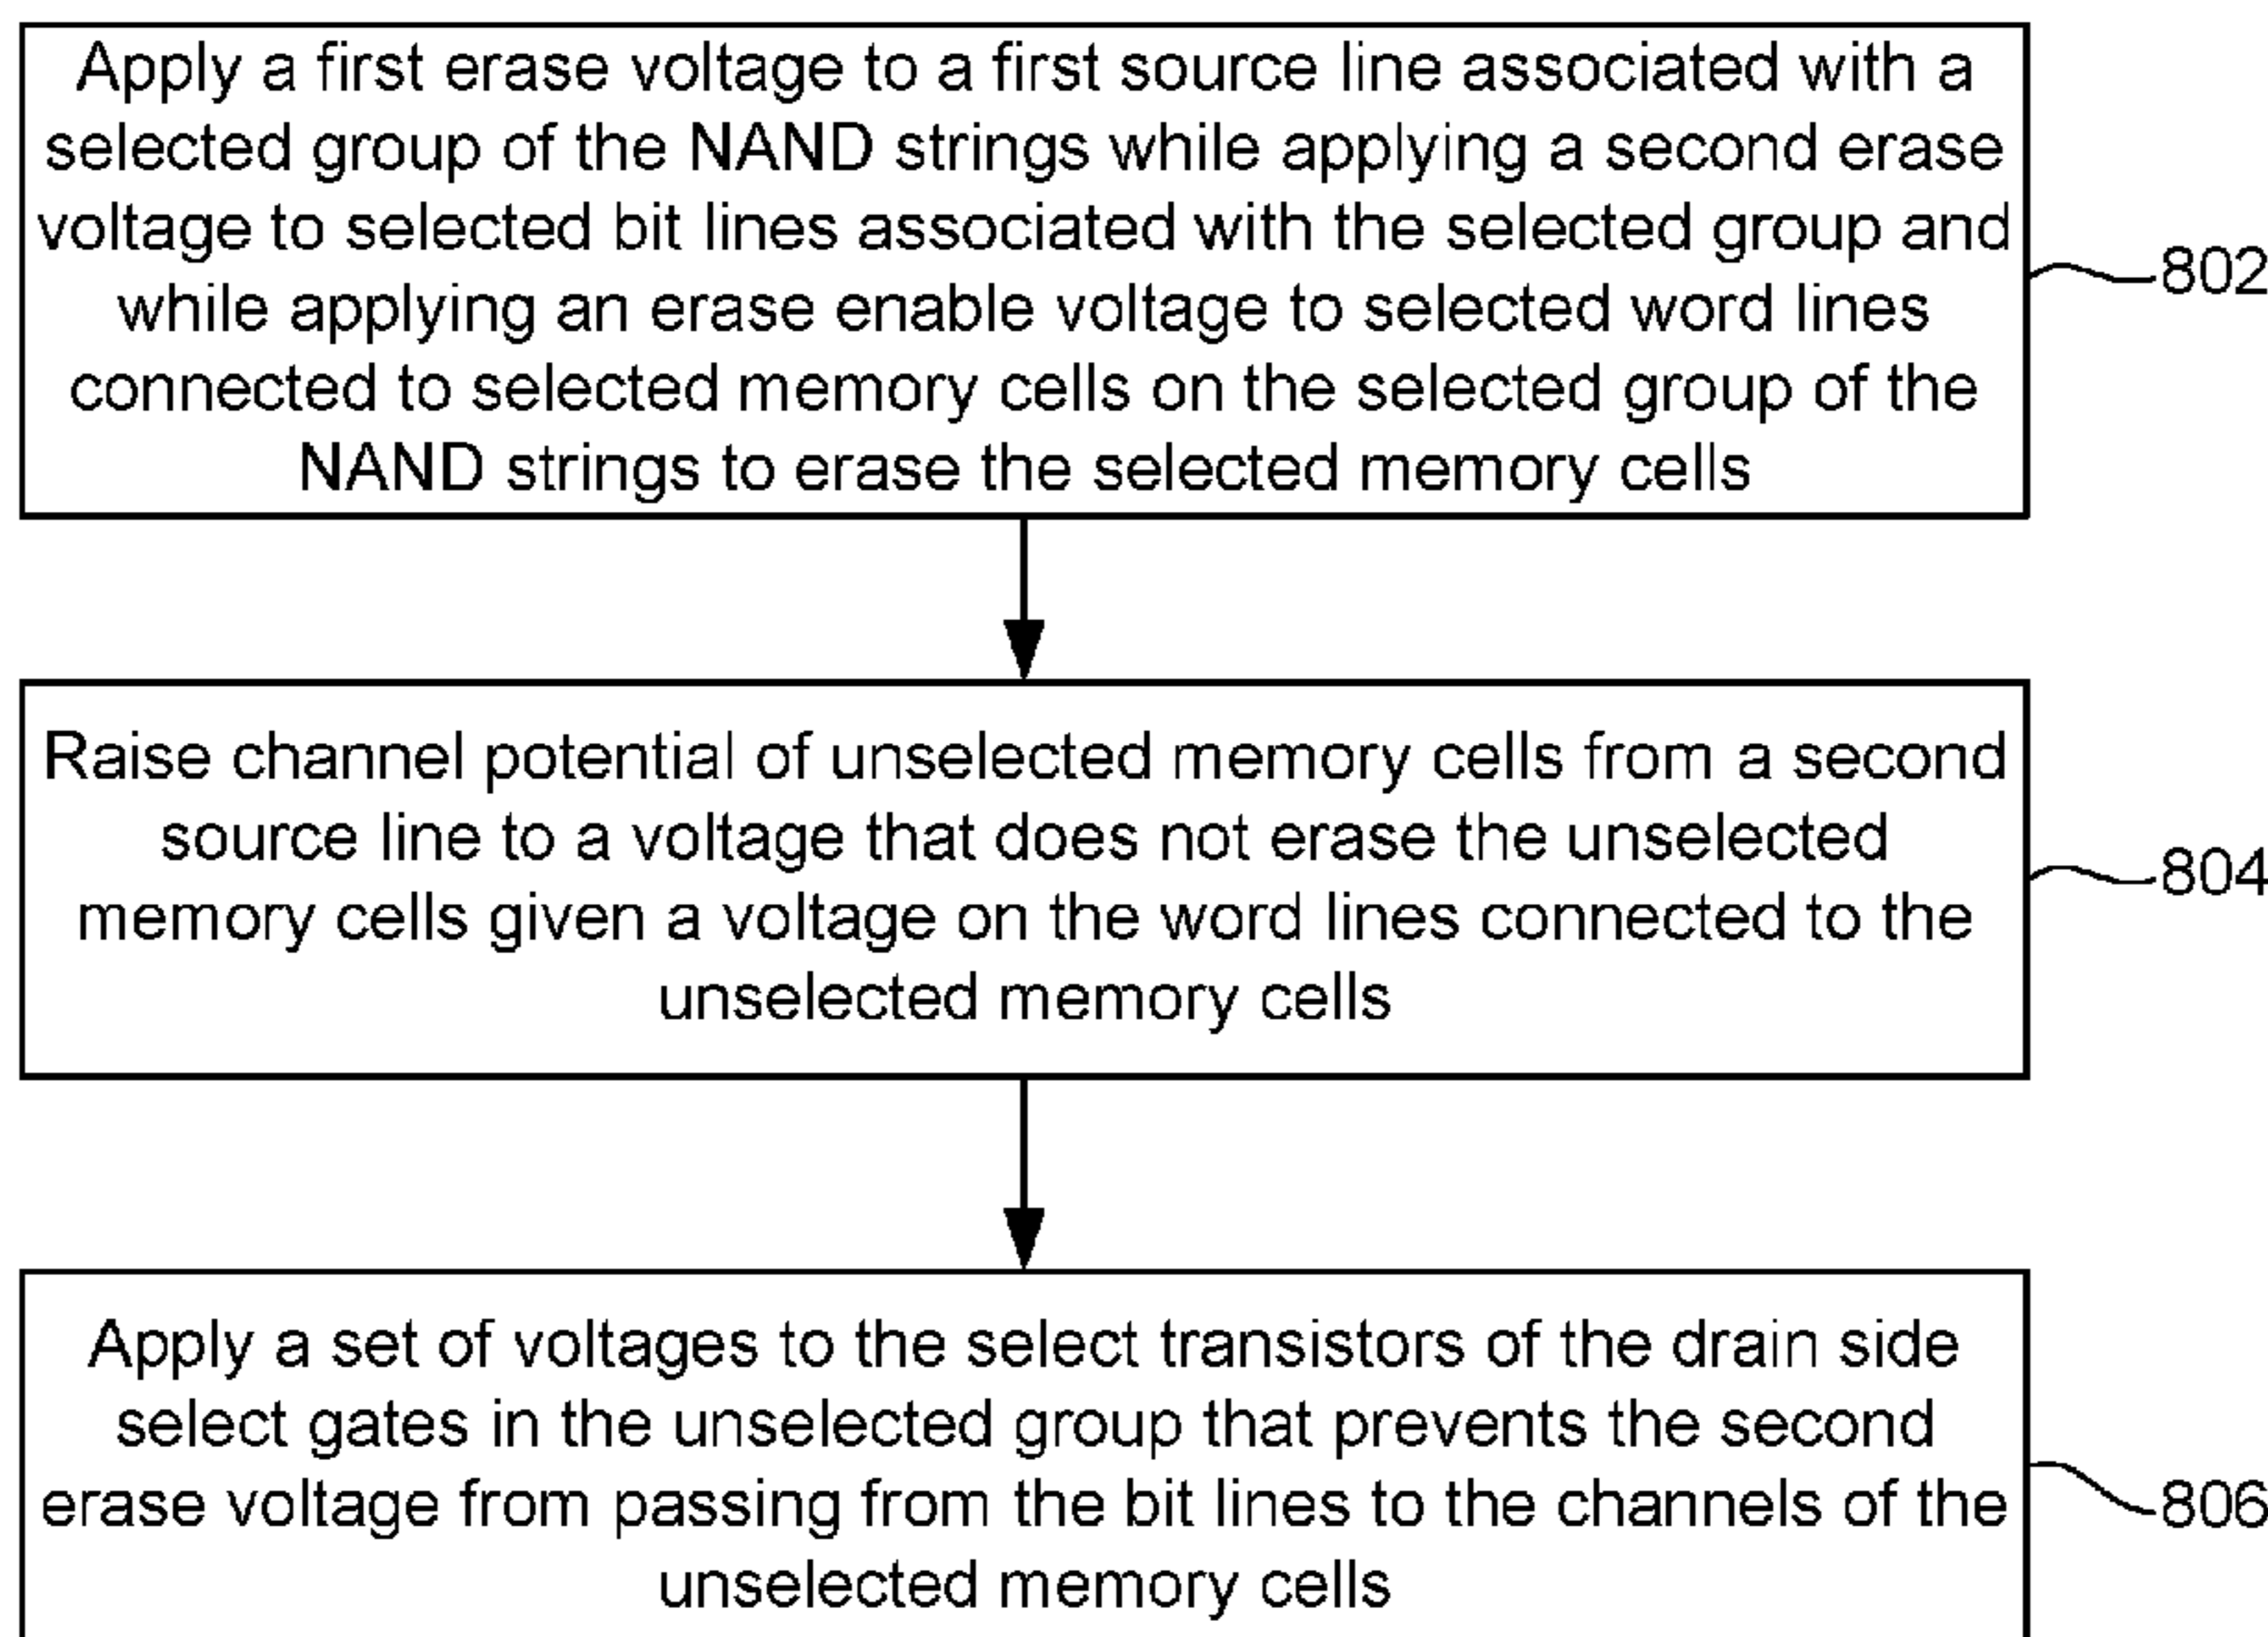 Apply a first erase voltage to a first source line associated with a
selected group of the NAND strings while applying a second erase
voltage to selected bit lines associated with the selected group and
while applying an erase enable voltage to selected word lines
connected to selected memory cells on the selected group of the
NAND strings to erase the selected memory cells
802
Raise channel potential of unselected memory cells from a second
source line to a voltage that does not erase the unselected
memory cells given a voltage on the word lines connected to the
unselected memory cells
804
Apply a set of voltages to the select transistors of the drain side
select gates in the unselected group that prevents the second
erase voltage from passing from the bit lines to the channels of the
unselected memory cells
806